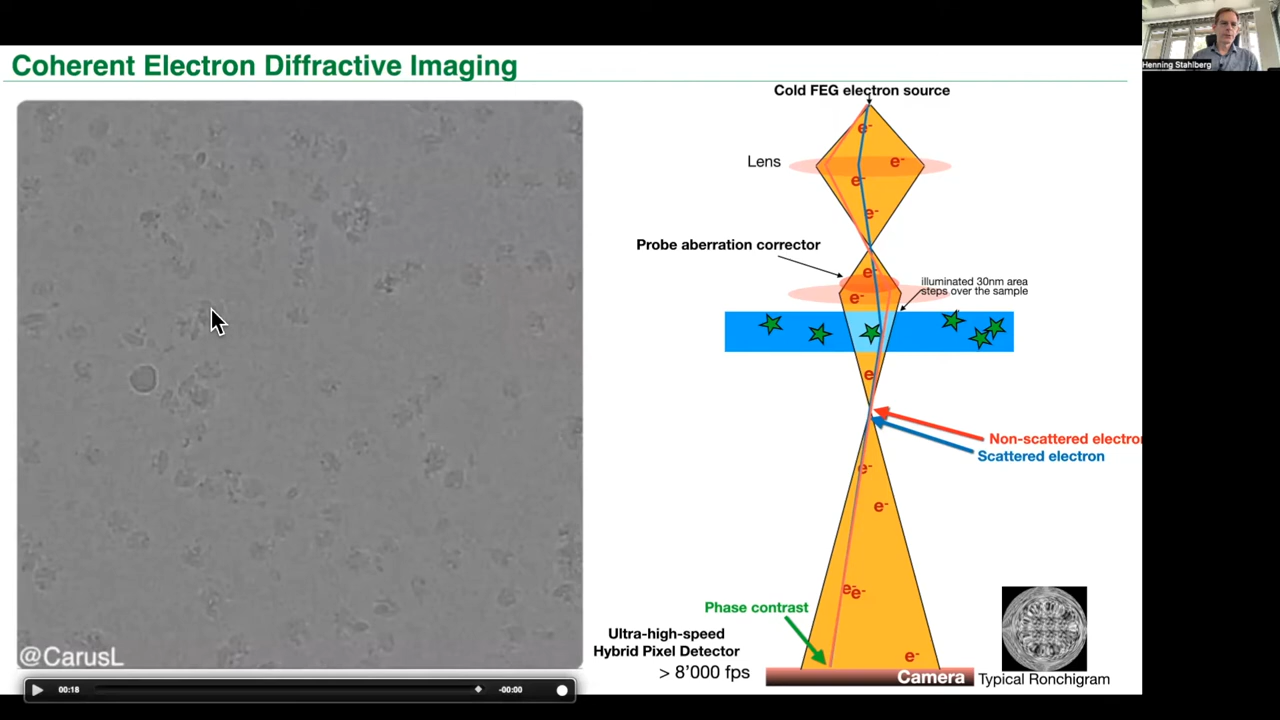 Coherent Electron Diffractive Imaging
Henning Stahlberg
Cold FEG electron source
e-
Lens
e-
e-
e-
Probe aberration corrector
e-
illuminated 30nm area
steps over the sample
e-
e
Non-scattered electron
Scattered electron
e-
e-
e-
e-
Phase contrast
Ultra-high-speed
Hybrid Pixel Detector
> 8'000 fps
e-
Camera
Typical Ronchigram
@CarusL
00:18
-00:00